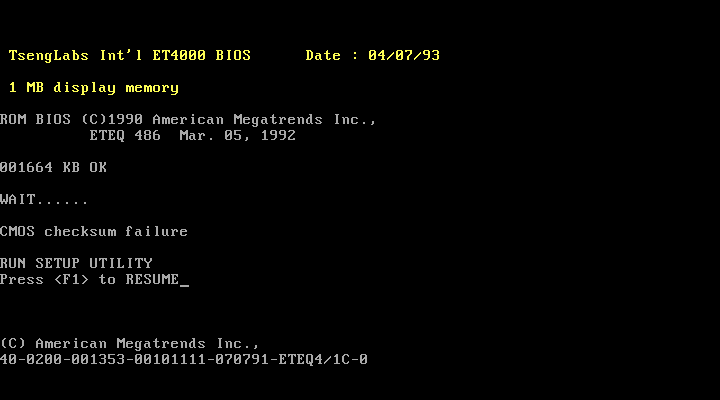 TsengLabs Int'l ET4000 BIOS      Date : 04/07/93
1 MB display memory
ROM BIOS (C)1990 American Megatrends Inc.,
ETEQ 486  Mar. 05, 1992
001664 KB OK
WAIT......
CMOS checksum failure
RUN SETUP UTILITY
Press <F1> to RESUME_
(C) American Megatrends Inc.,
40-0200-001353-00101111-070791-ETEQ4/1C-0